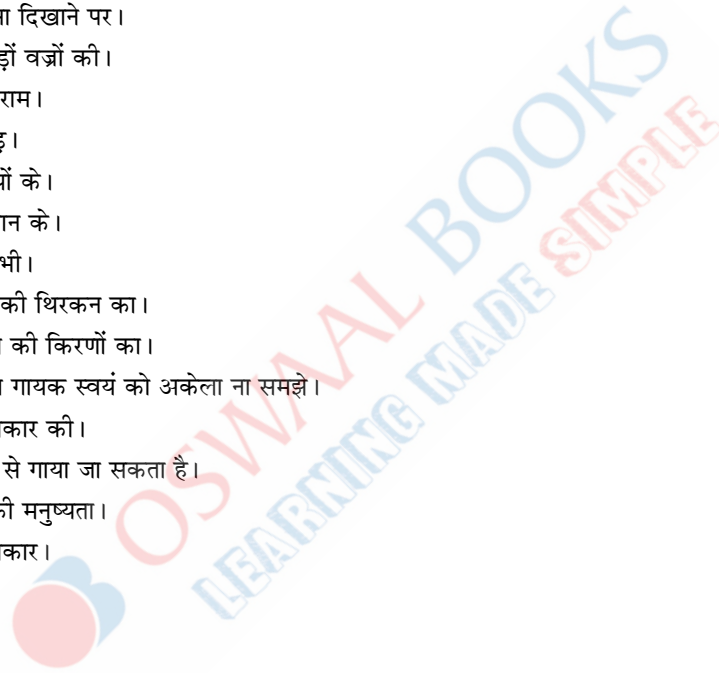 ना दिखाने पर।
ड़ों वज्रों की।
राम।
ड़।
यों के।
ान के।
भी।
की थिरकन का।
की किरणों का।
गायक स्वयं को अकेला ना समझे।
कार की।
से गाया जा सकता है।
की मनुष्यता।
कार।
OSWAAL BOOKS
LEARNING MADE SIMPLE